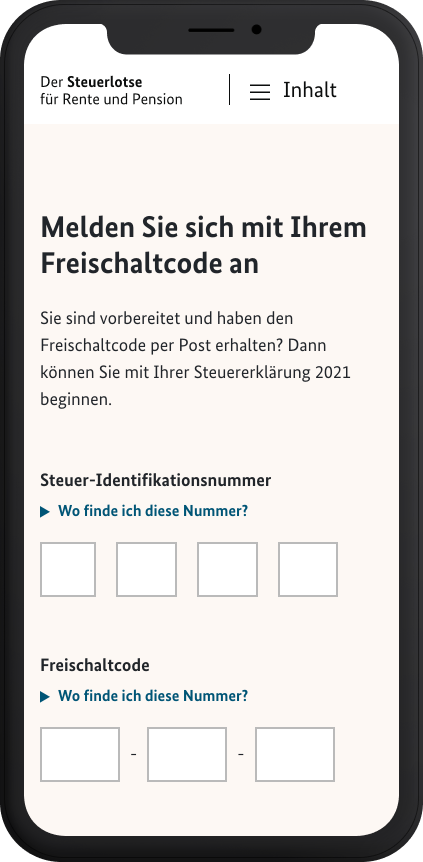 Der Steuerlotse
für Rente und Pension
Inhalt
Melden Sie sich mit Ihrem
Freischaltcode an
Sie sind vorbereitet und haben den
Freischaltcode per Post erhalten? Dann
können Sie mit Ihrer Steuererklärung 2021
beginnen.
Steuer-Identifikationsnummer
Wo finde ich diese Nummer?
Freischaltcode
Wo finde ich diese Nummer?
- -